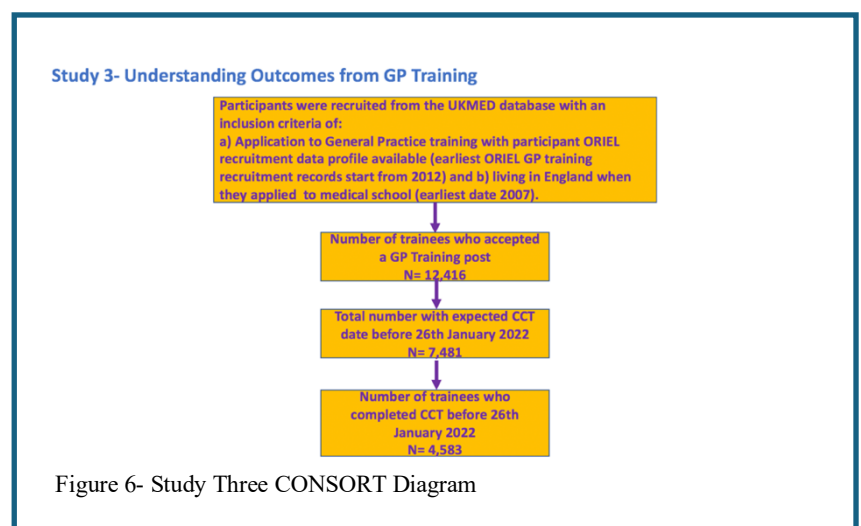 Study 3- Understanding Outcomes from GP Training
Participants were recruited from the UKMED database with an
inclusion criteria of:
a) Application to General Practice training with participant ORIEL
recruitment data profile available (earliest ORIEL GP training
recruitment records start from 2012) and b) living in England when
they applied to medical school (earliest date 2007).
Number of trainees who accepted
a GP Training post
N= 12,416
Total number with expected CCT
date before 26th January 2022
N= 7,481
Number of trainees who
completed CCT before 26th
January 2022
N= 4,583
Figure 6- Study Three CONSORT Diagram